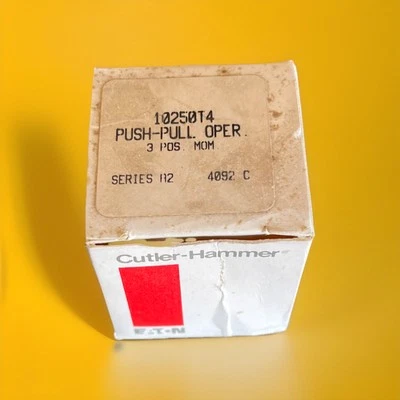 10250T4
PUSH-PULL OPER.
3 POS. MOM
SERIES A2 4092 C
Cutler-Hammer
EATON